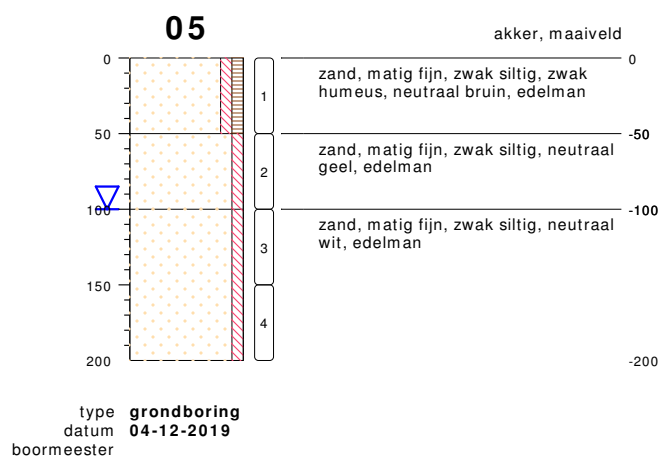 05
akker, maaiveld
0
0
zand, matig fijn, zwak siltig, zwak
humeus, neutraal bruin, edelman
1
50
-50
zand, matig fijn, zwak siltig, neutraal
geel, edelman
2
100
-100
zand, matig fijn, zwak siltig, neutraal
wit, edelman
3
150
4
200
-200
type grondboring
datum 04-12-2019
boormeester